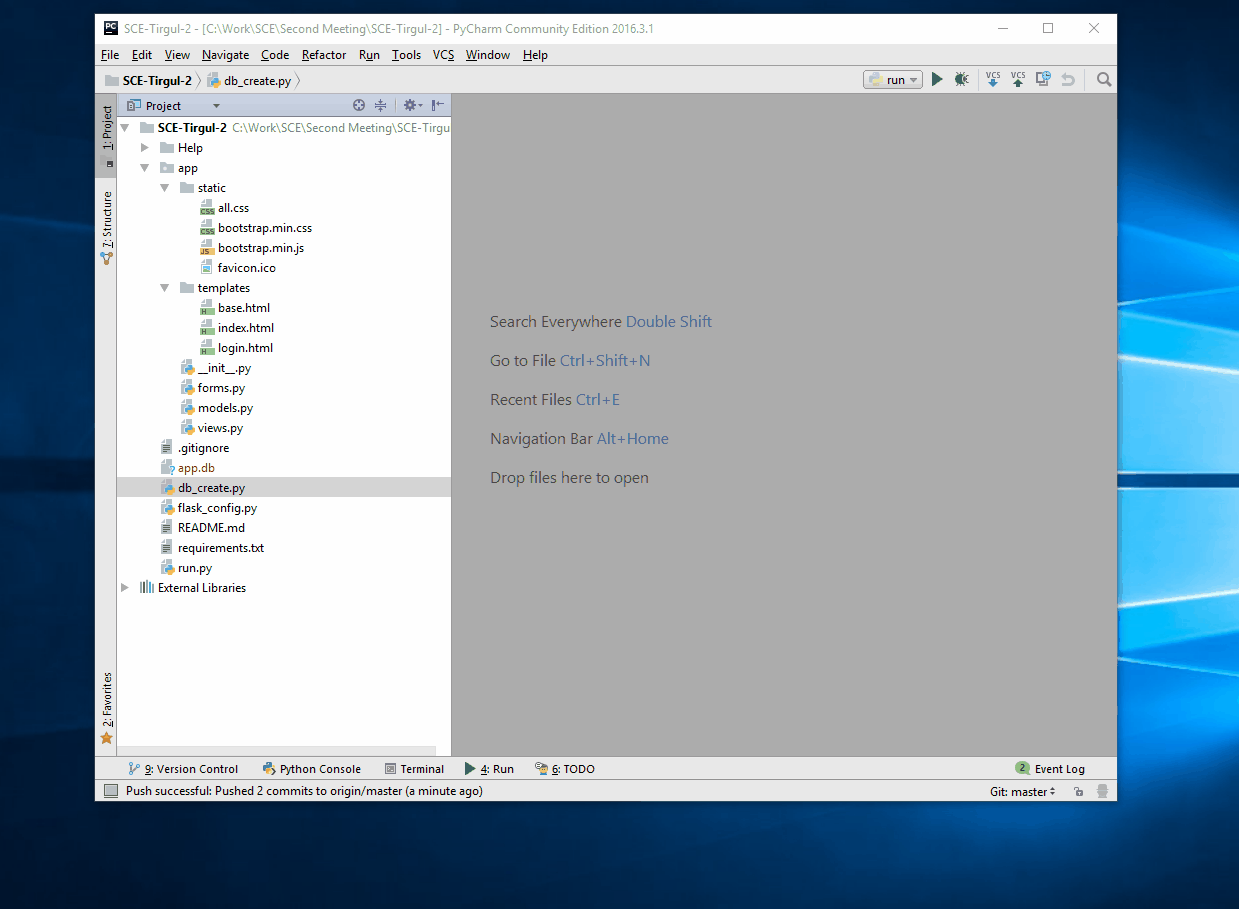 SCE-Tirgul-2 - [C:\Work\SCE\Second Meeting\SCE-Tirgul-2] - PyCharm Community Edition 2016.3.1
File Edit View Navigate Code Refactor Run Tools VCS Window Help
SCE-Tirgul-2 db_create.py run VCS VCS
1: Project
7: Structure
2: Favorites
Project
SCE-Tirgul-2 C:\Work\SCE\Second Meeting\SCE-Tirgu
Help
app
static
all.css
bootstrap.min.css
bootstrap.min.js
favicon.ico
templates
base.html
index.html
login.html
__init__.py
forms.py
models.py
views.py
.gitignore
app.db
db_create.py
flask_config.py
README.md
requirements.txt
run.py
External Libraries
Search Everywhere Double Shift
Go to File Ctrl+Shift+N
Recent Files Ctrl+E
Navigation Bar Alt+Home
Drop files here to open
9: Version Control Python Console Terminal 4: Run 6: TODO 2 Event Log
Push successful: Pushed 2 commits to origin/master (a minute ago) Git: master